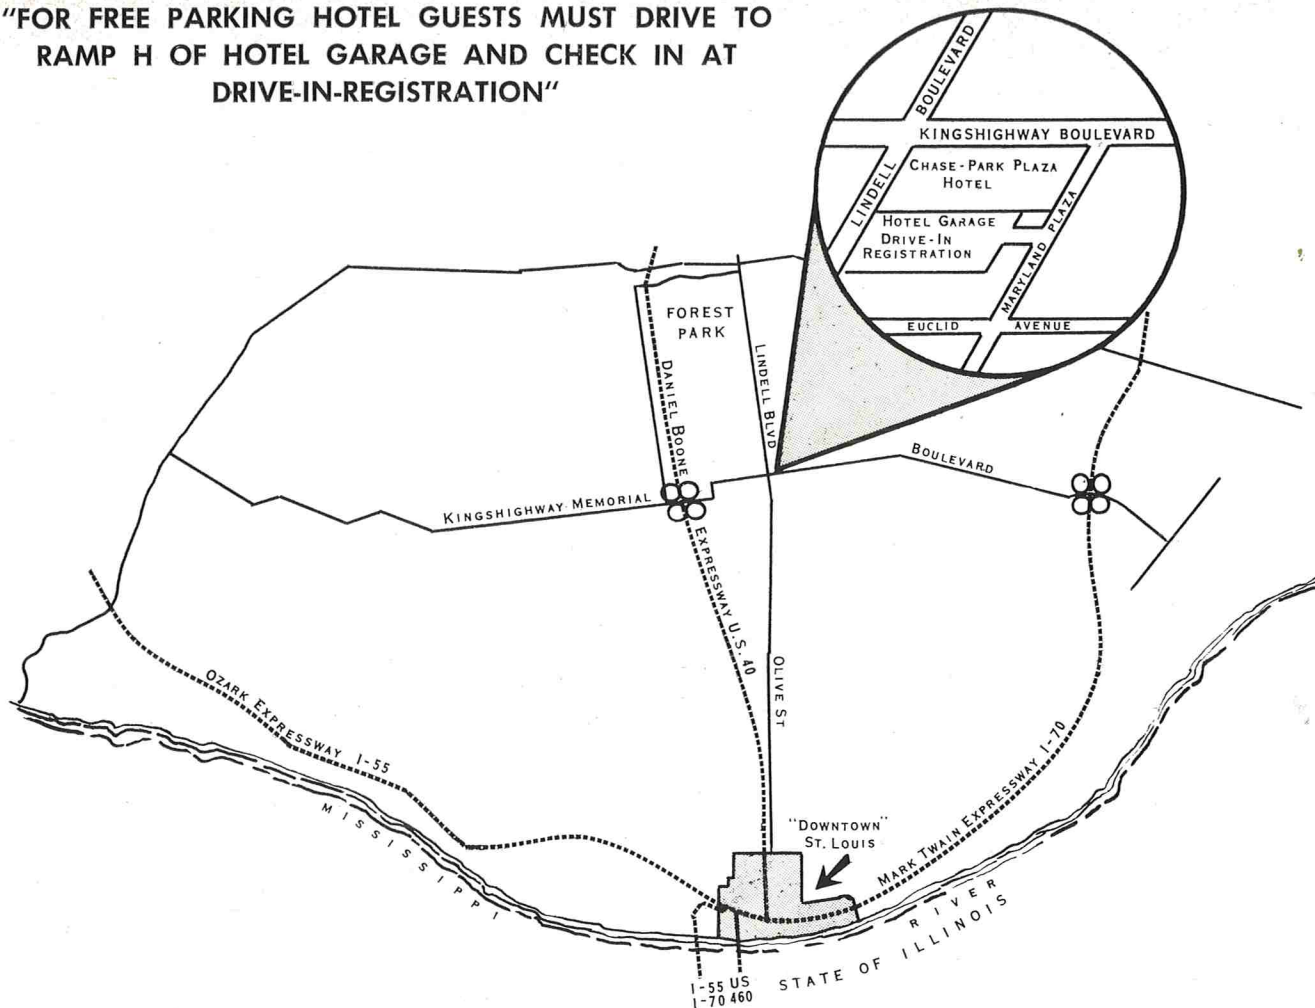 "FOR FREE PARKING HOTEL GUESTS MUST DRIVE TO
RAMP H OF HOTEL GARAGE AND CHECK IN AT
DRIVE-IN-REGISTRATION"
BOULEVARD
KINGSHIGHWAY BOULEVARD
LINDELL
CHASE-PARK PLAZA
HOTEL
HOTEL GARAGE
DRIVE-IN
REGISTRATION
MARYLAND PLAZA
EUCLID AVENUE
FOREST
PARK
LINDELL BLVD
DANIEL BOONE
BOULEVARD
KINGSHIGHWAY MEMORIAL
EXPRESSWAY U.S. 40
OLIVE ST
OZARK EXPRESSWAY I-55
MARK TWAIN EXPRESSWAY I-70
"DOWNTOWN"
ST. LOUIS
MISSISSIPPI
RIVER
STATE OF ILLINOIS
I-55 US
I-70 460